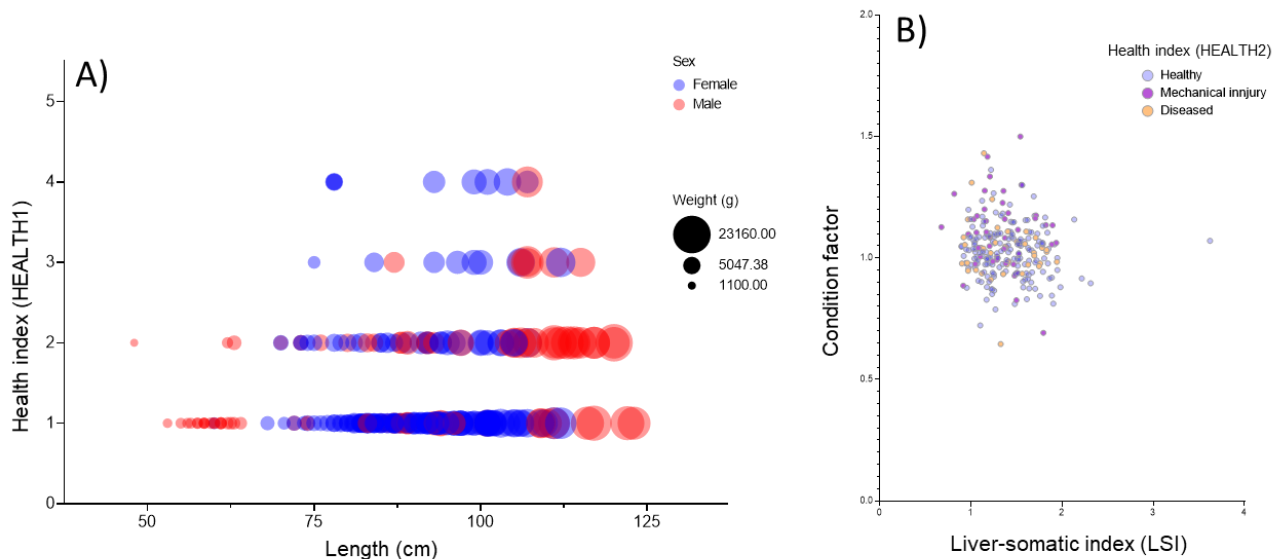 A)
Sex
Female
Male
Weight (g)
23160.00
5047.38
1100.00
Health index (HEALTH1)
5
4
3
2
1
0
50
75
100
125
Length (cm)
B)
Health index (HEALTH2)
Healthy
Mechanical innjury
Diseased
Condition factor
2.0
1.5
1.0
0.5
0
0
1
2
3
4
Liver-somatic index (LSI)